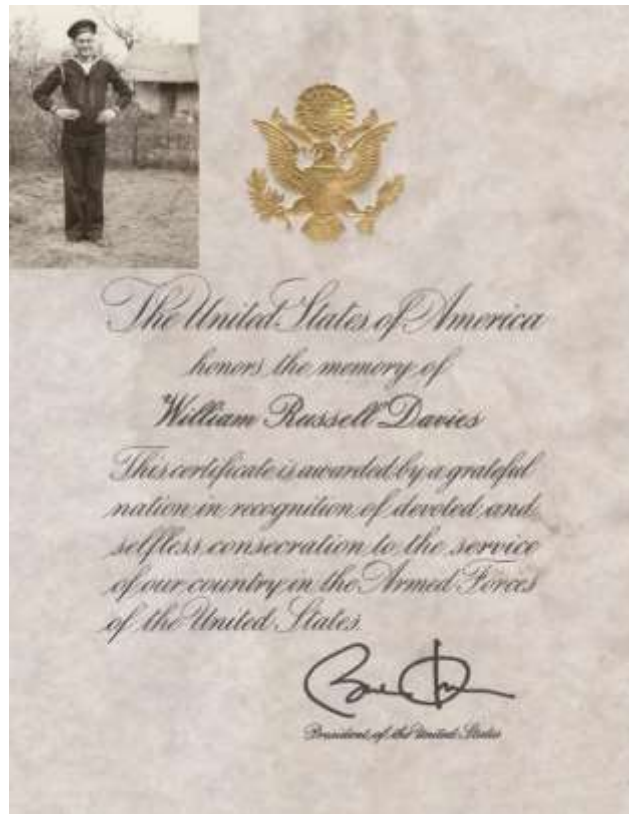 The United States of America
honors the memory of
William Russell Davies
This certificate is awarded by a grateful
nation in recognition of devoted and
selfless consecration to the service
of our country in the Armed Forces
of the United States.
President of the United States